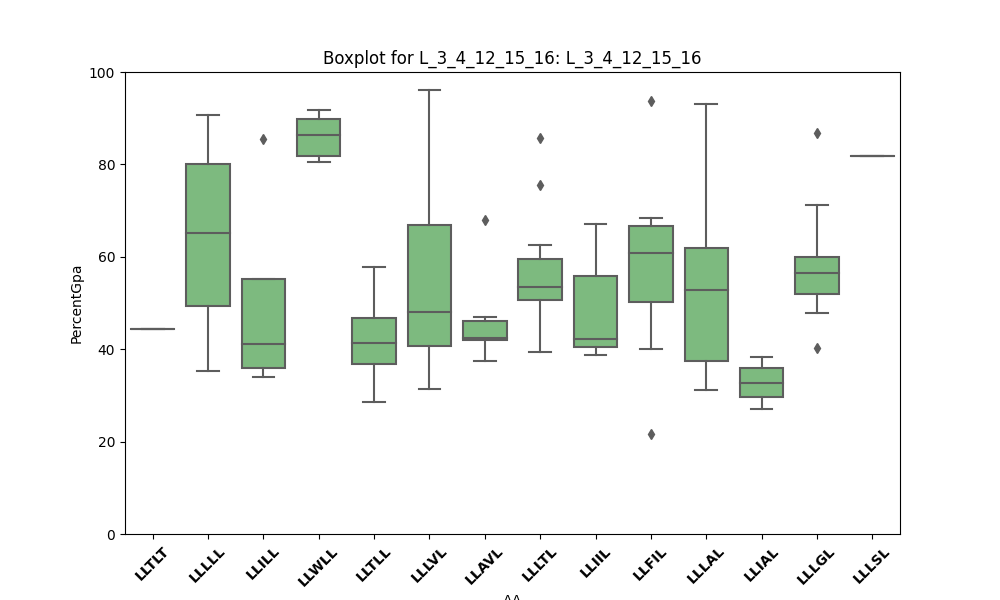 Boxplot for L_3_4_12_15_16: L_3_4_12_15_16
100
80
60
40
20
0
PercentGpa
LLTLT LLLLL LLILL LLWLL LLTLL LLLVL LLAVL LLLTL LLIIL LLFIL LLLAL LLIAL LLLGL LLLSL
AA